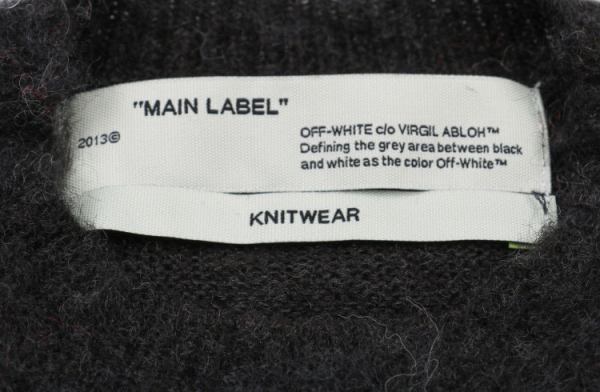 "MAIN LABEL"
2013©
OFF-WHITE c/o VIRGIL ABLOH™
Defining the grey area between black
and white as the color Off-White™
KNITWEAR